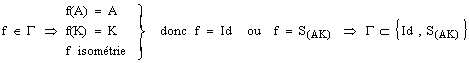 f(A) = A
f ∈ Γ ⇒ f(K) = K } donc f = Id ou f = S(AK) ⇒ Γ ⊂ {Id , S(AK)}
f isométrie